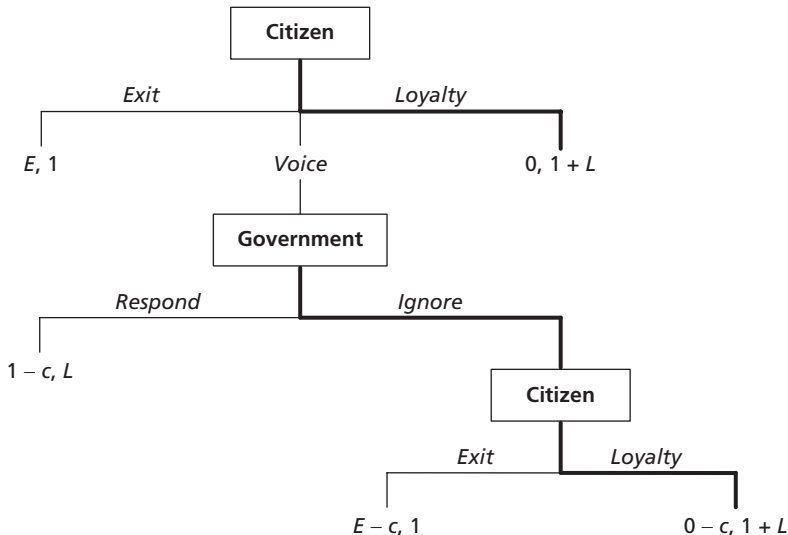 Citizen
Exit Loyalty
E, 1 Voice 0, 1 + L
Government
Respond Ignore
1 – c, L
Citizen
Exit Loyalty
E – c, 1 0 – c, 1 + L